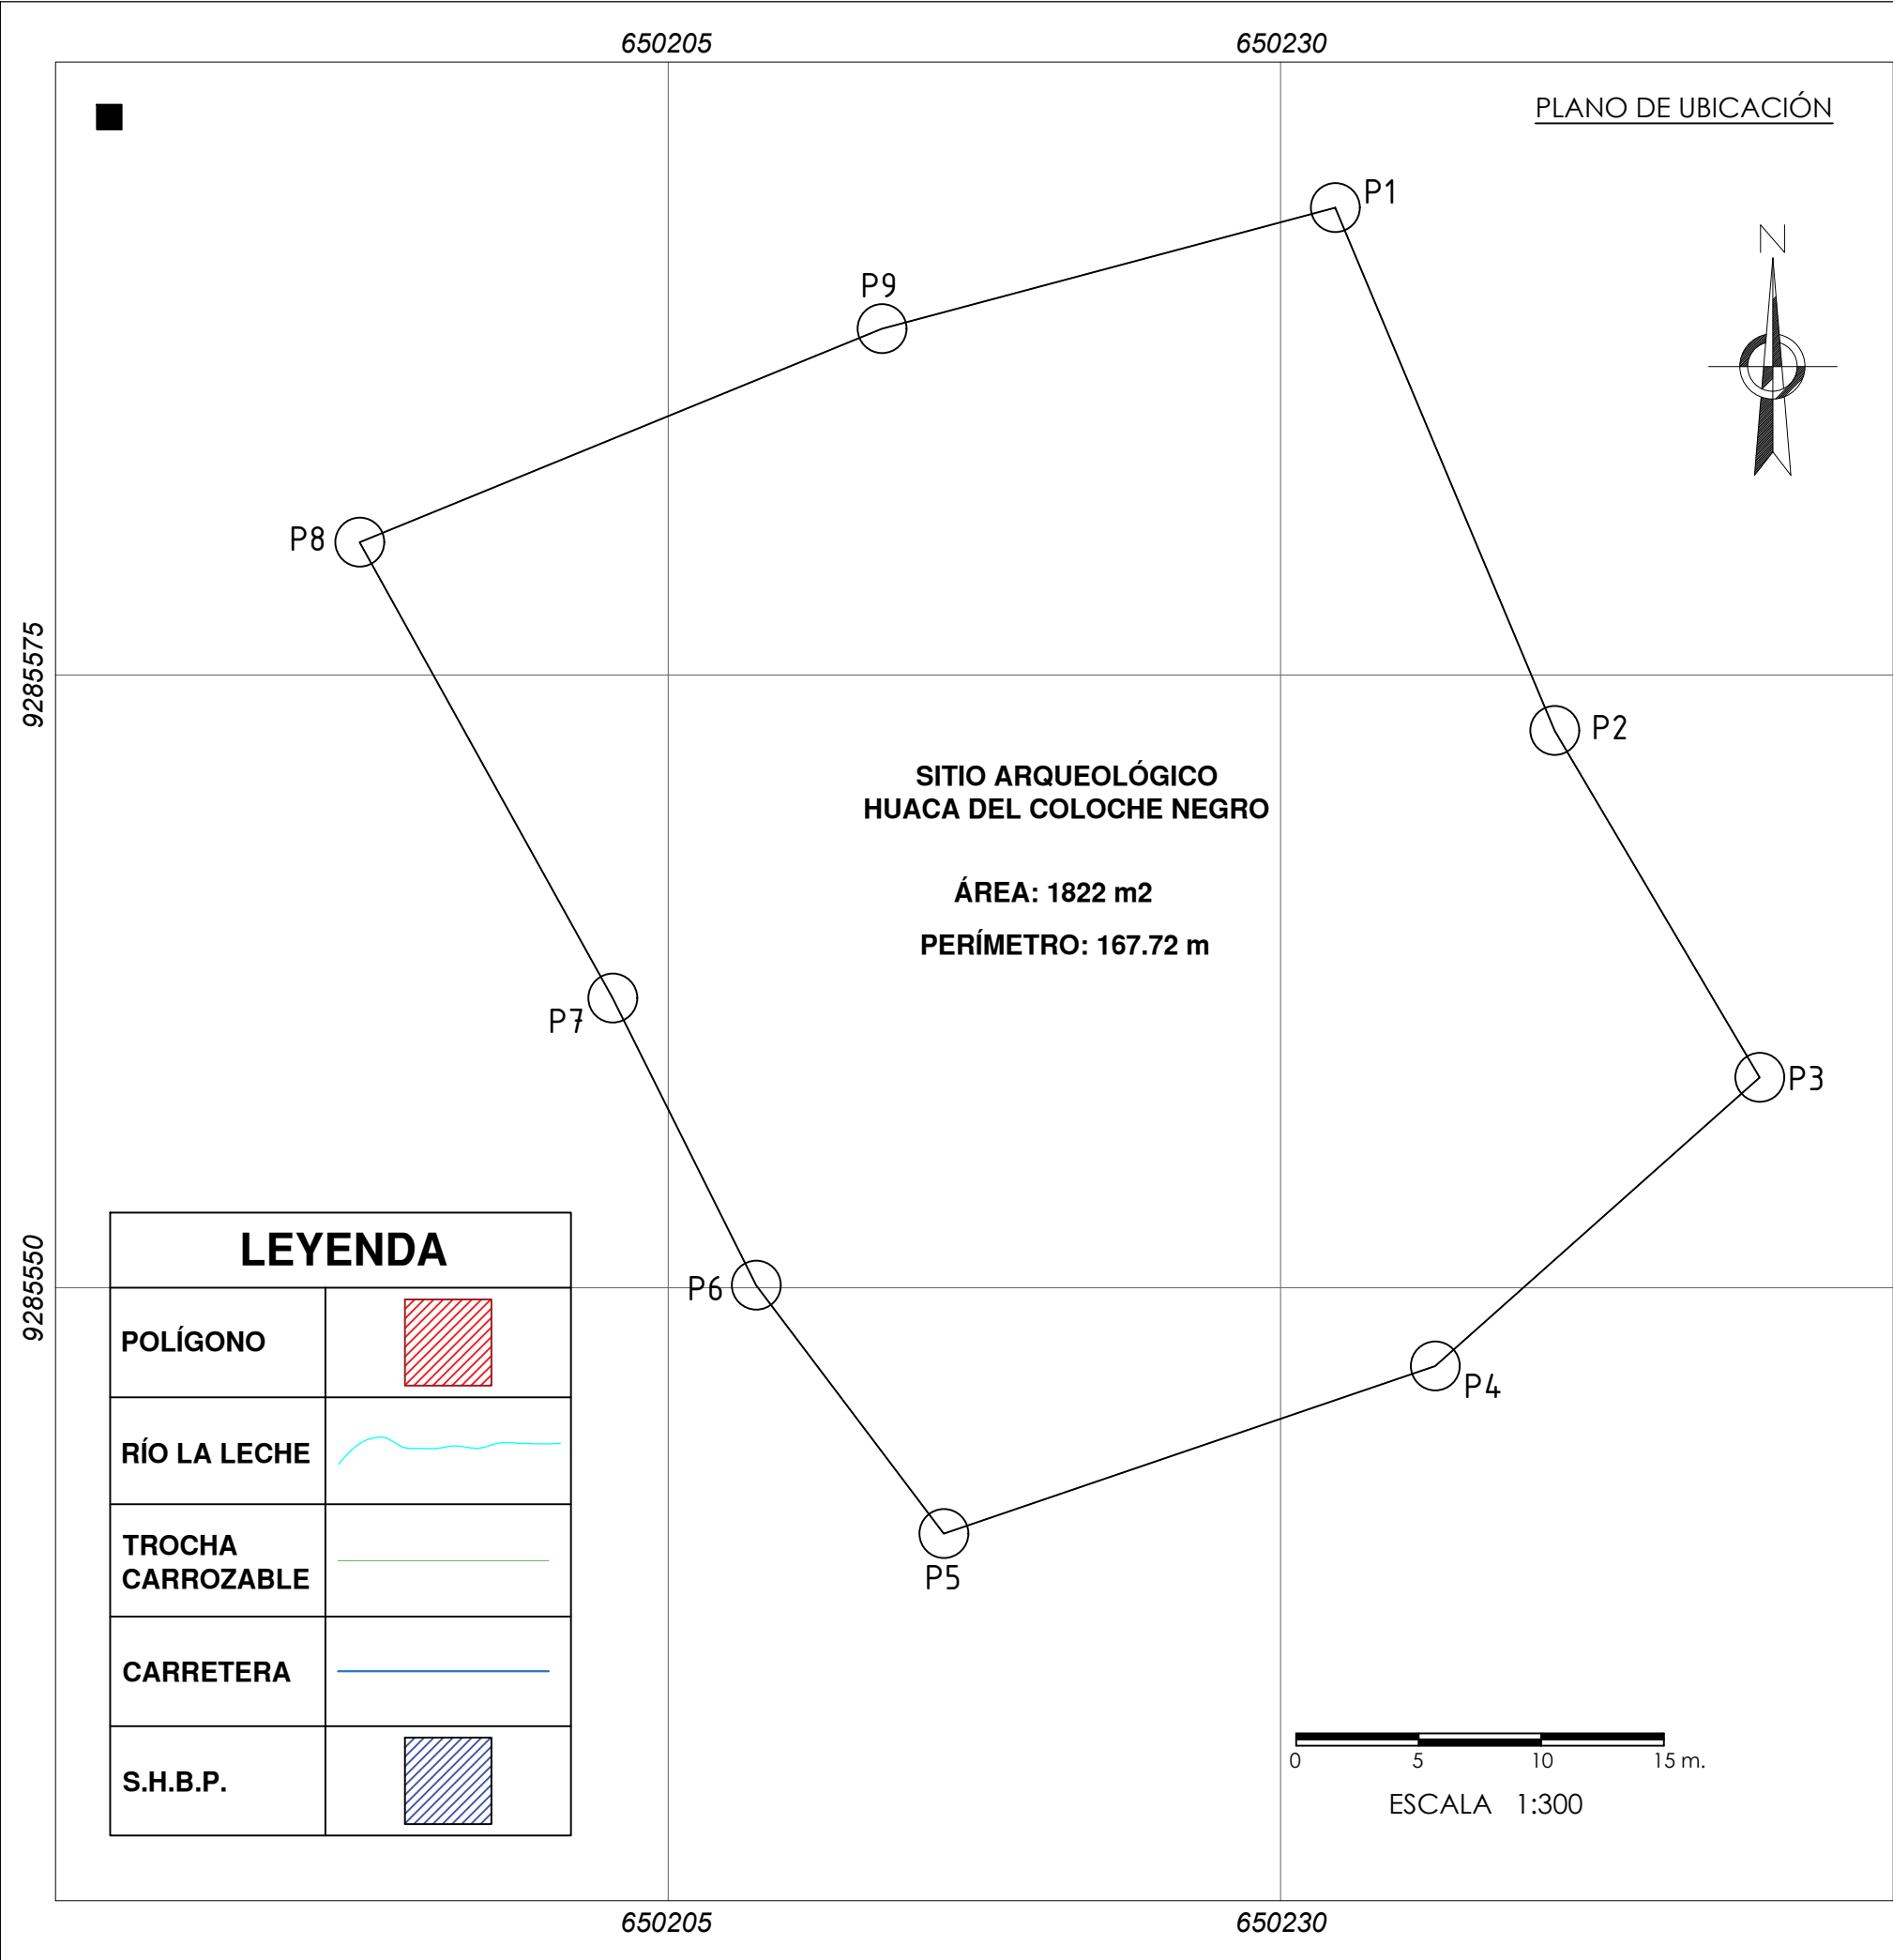 650205
650230
PLANO DE UBICACIÓN
P1
N
P9
P8
9285575
P2
SITIO ARQUEOLÓGICO
HUACA DEL COLOCHE NEGRO
ÁREA: 1822 m2
PERÍMETRO: 167.72 m
P7
P3
9285550
P6
P4
P5
LEYENDA
POLÍGONO
RÍO LA LECHE
TROCHA
CARROZABLE
CARRETERA
S.H.B.P.
0 5 10 15 m.
ESCALA 1:300
650205
650230